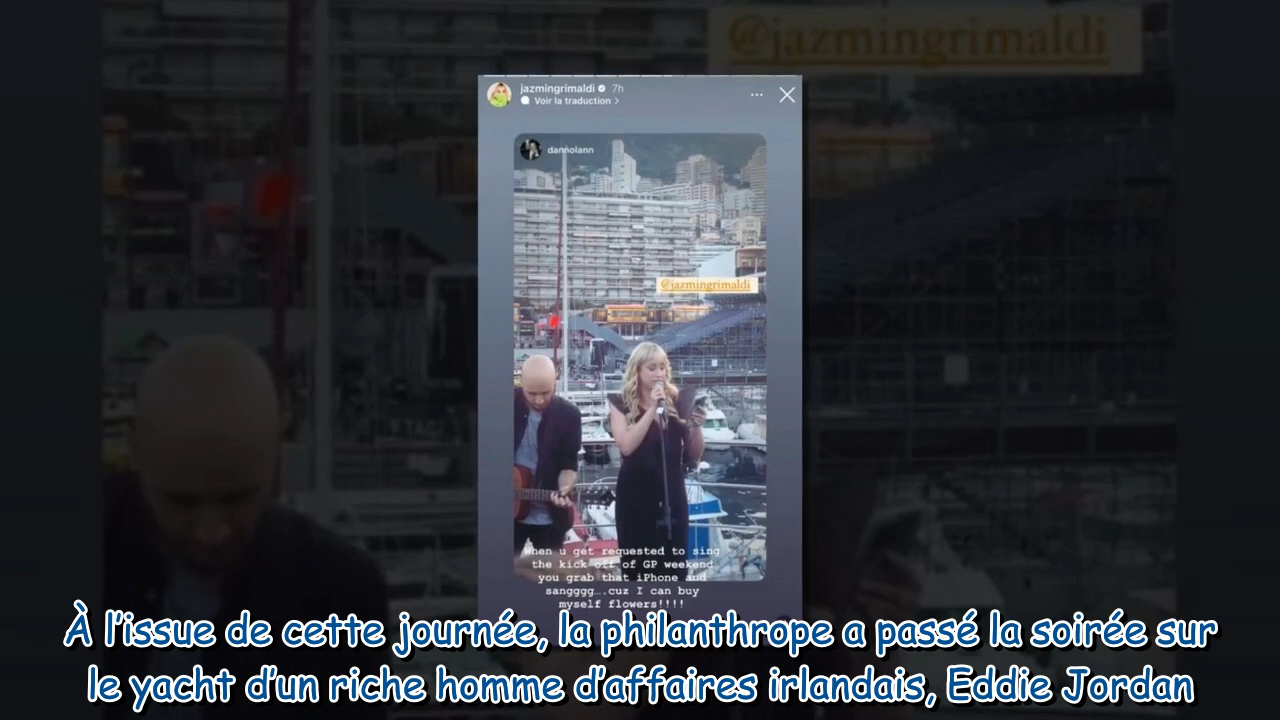 @jazmingrimaldi
jazmingrimaldi 7h
Voir la traduction >
dannolann
@jazmingrimaldi
when u get requested to sing
the kick off of GP weekend
you grab that iPhone and
sangggg….cuz I can buy
myself flowers!!!!
À l'issue de cette journée, la philanthrope a passé la soirée sur
le yacht d'un riche homme d'affaires irlandais, Eddie Jordan